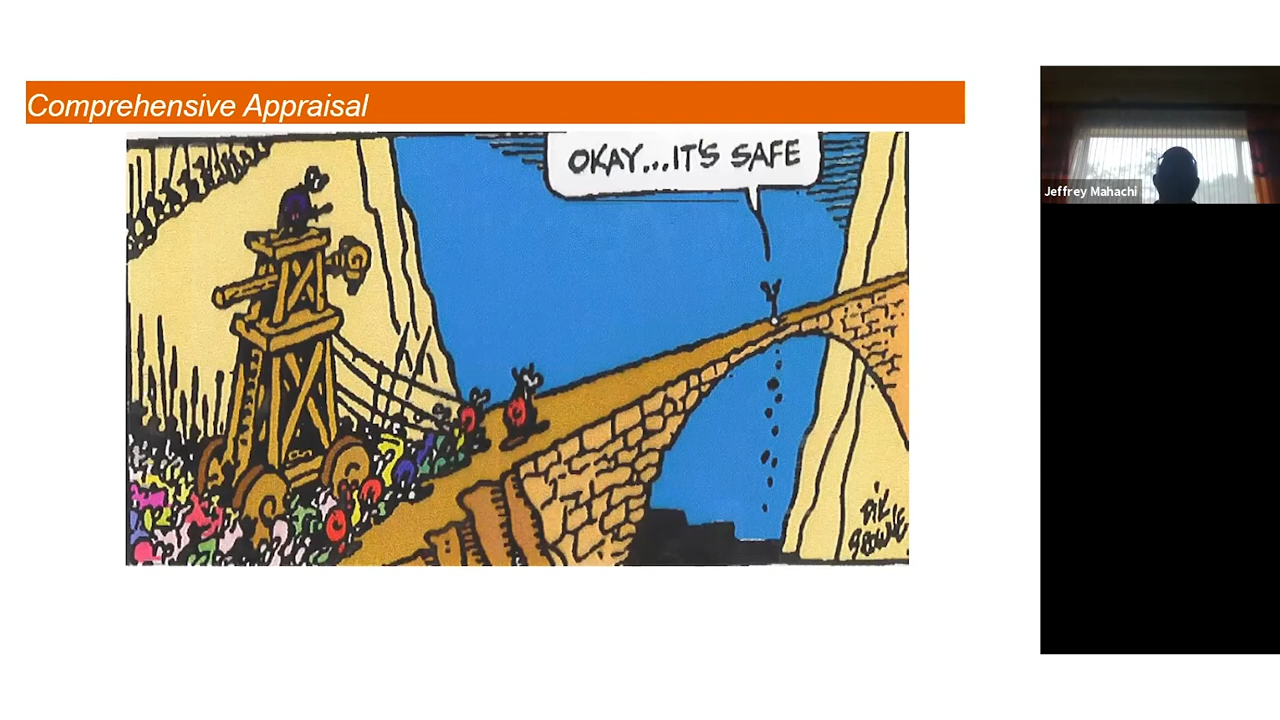 Comprehensive Appraisal
OKAY...IT'S SAFE
Jeffrey Mahachi
DIK
BROWNE